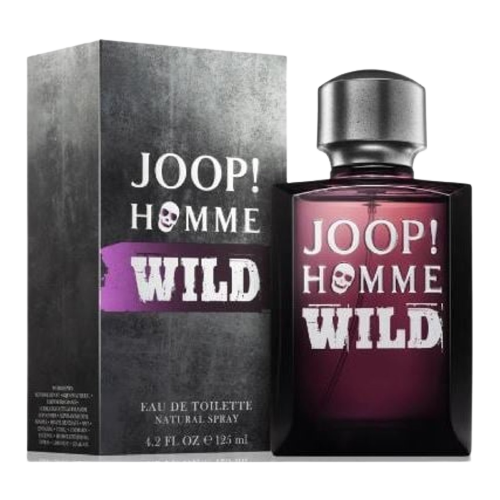 JOOP!
HOMME
WILD
EAU DE TOILETTE
NATURAL SPRAY
4.2 FL OZ ℮ 125 ml
JOOP!
HOMME
WILD